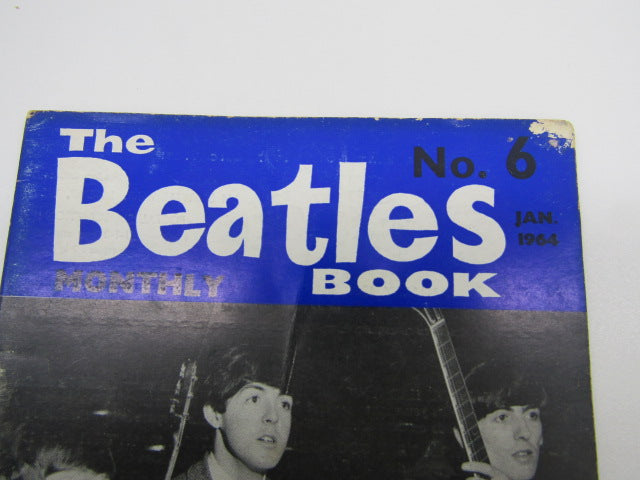 The
No. 6
Beatles
JAN.
1964
MONTHLY BOOK